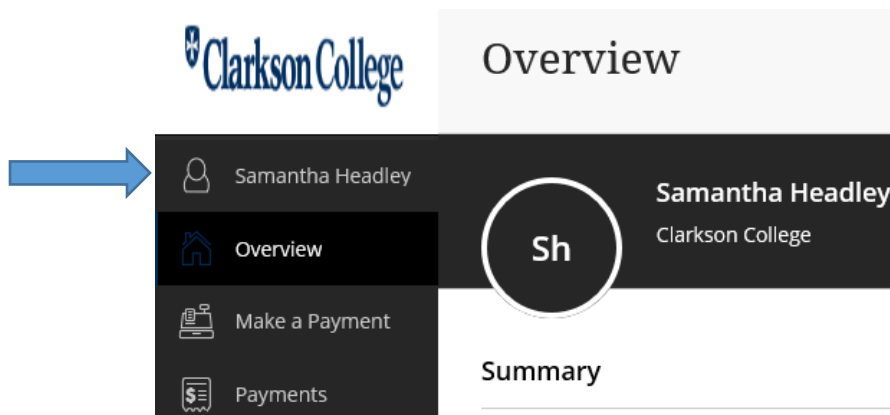 Clarkson College
Overview
Samantha Headley
Overview
Make a Payment
Payments
Sh
Samantha Headley
Clarkson College
Summary